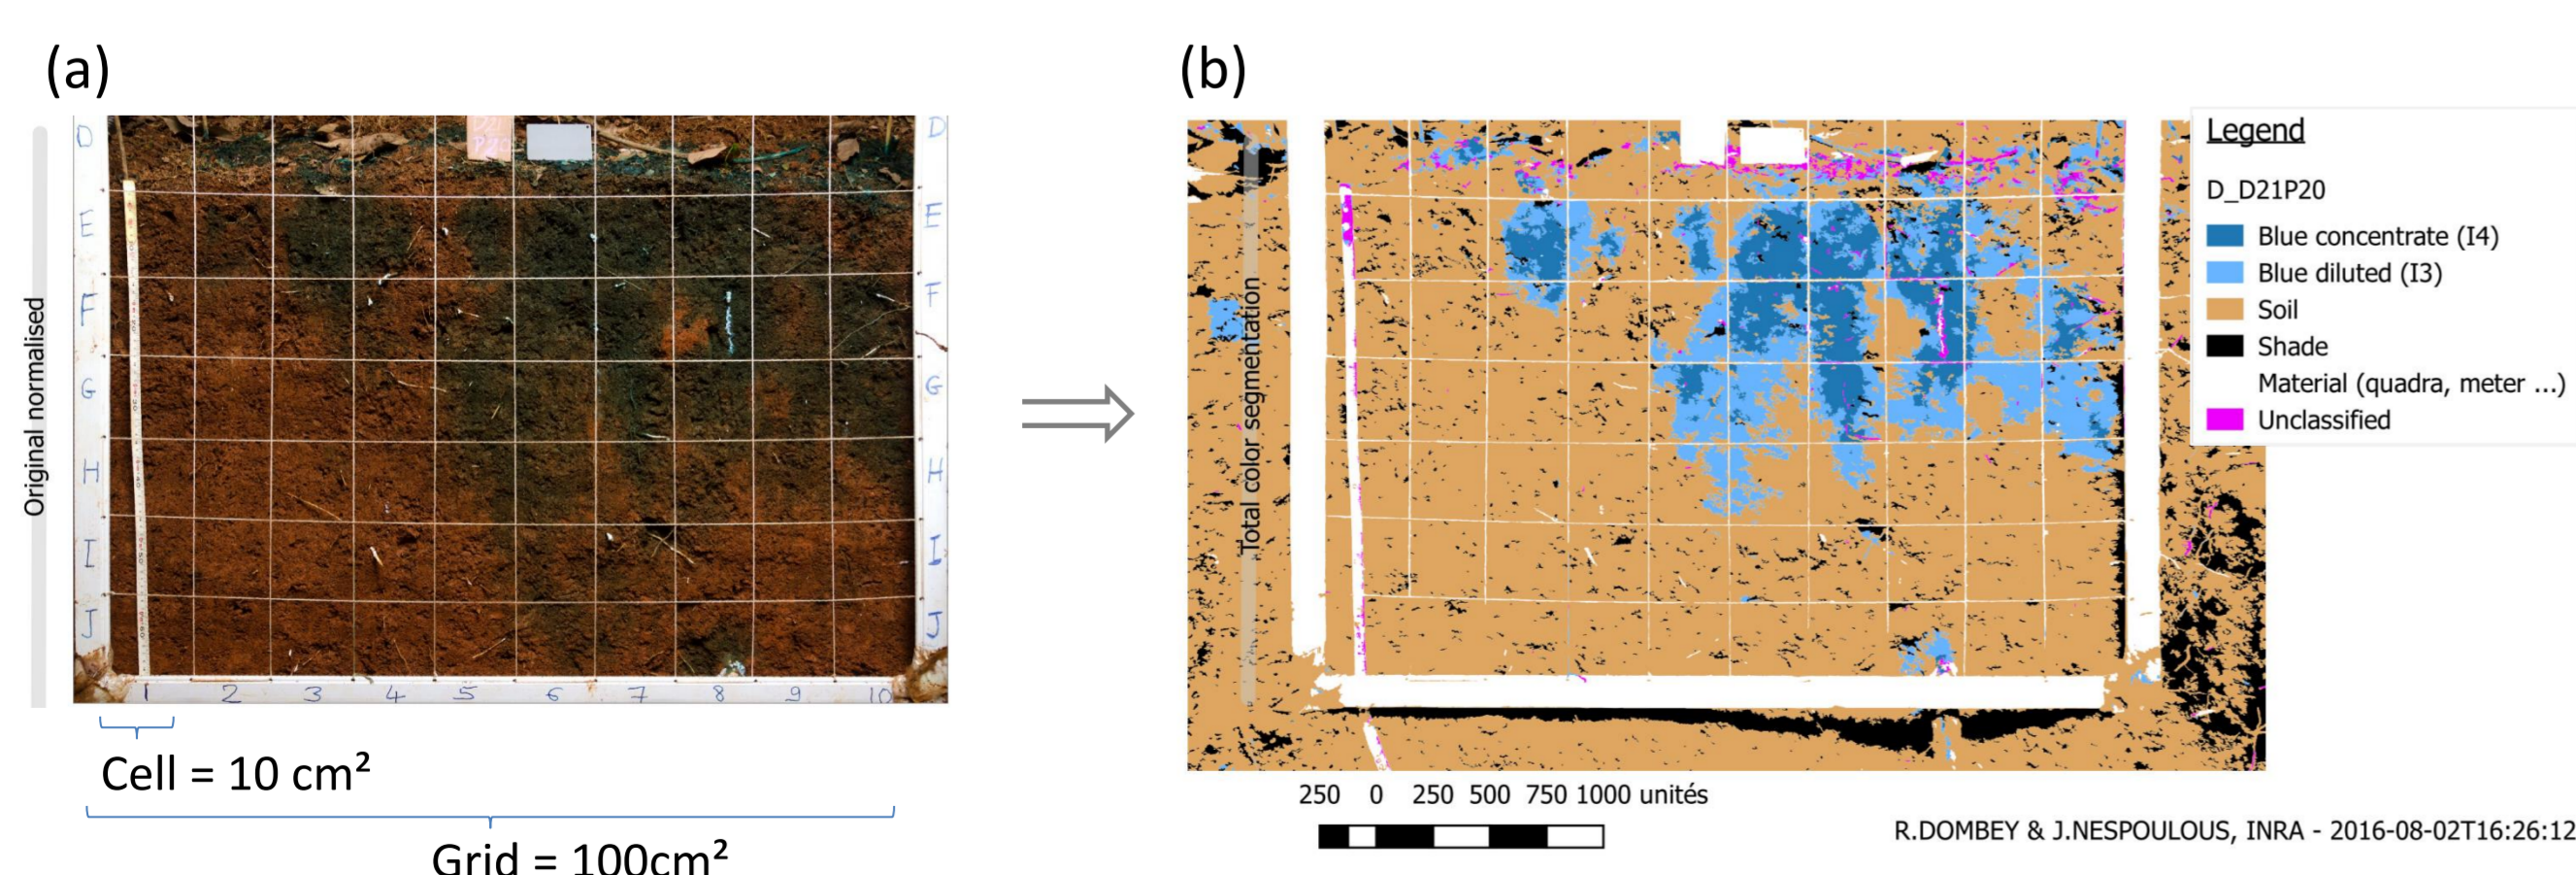 (a)
Original normalised
D
D
P20
E
E
F
F
G
G
H
H
I
I
J
J
1 2 3 4 5 6 7 8 9 10
Cell = 10 cm²
Grid = 100cm²
(b)
Total color segmentation
Legend
D_D21P20
Blue concentrate (I4)
Blue diluted (I3)
Soil
Shade
Material (quadra, meter ...)
Unclassified
250 0 250 500 750 1000 unités
R.DOMBEY & J.NESPOULOUS, INRA - 2016-08-02T16:26:12